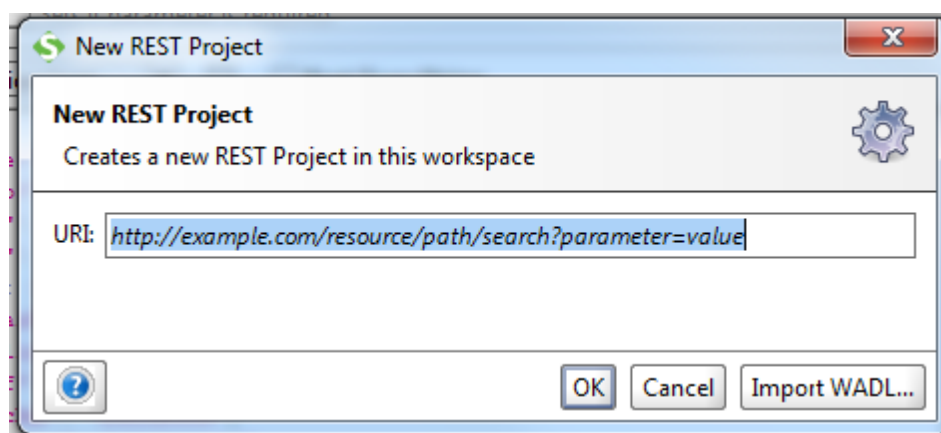 New REST Project
New REST Project
Creates a new REST Project in this workspace
URI: http://example.com/resource/path/search?parameter=value
OK Cancel Import WADL...